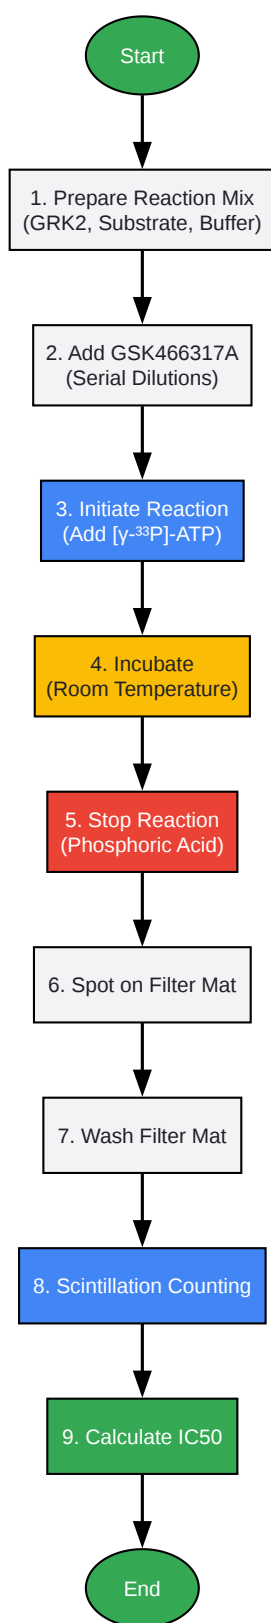 Start
1. Prepare Reaction Mix
(GRK2, Substrate, Buffer)
2. Add GSK466317A
(Serial Dilutions)
3. Initiate Reaction
(Add [γ-³³P]-ATP)
4. Incubate
(Room Temperature)
5. Stop Reaction
(Phosphoric Acid)
6. Spot on Filter Mat
7. Wash Filter Mat
8. Scintillation Counting
9. Calculate IC50
End